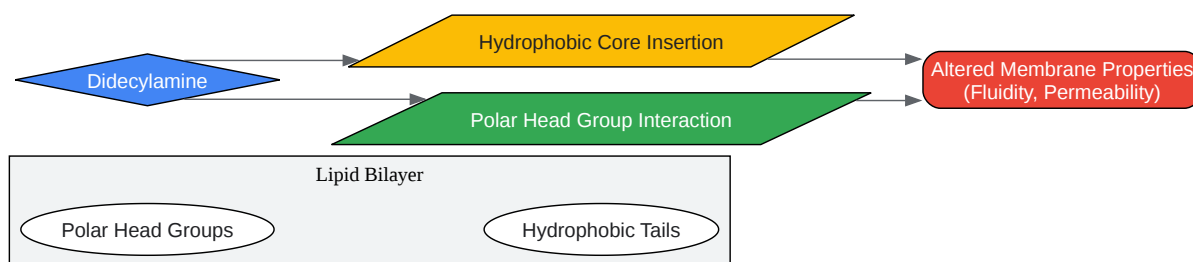 Hydrophobic Core Insertion
Didecylamine
Altered Membrane Properties
(Fluidity, Permeability)
Polar Head Group Interaction
Lipid Bilayer
Polar Head Groups
Hydrophobic Tails